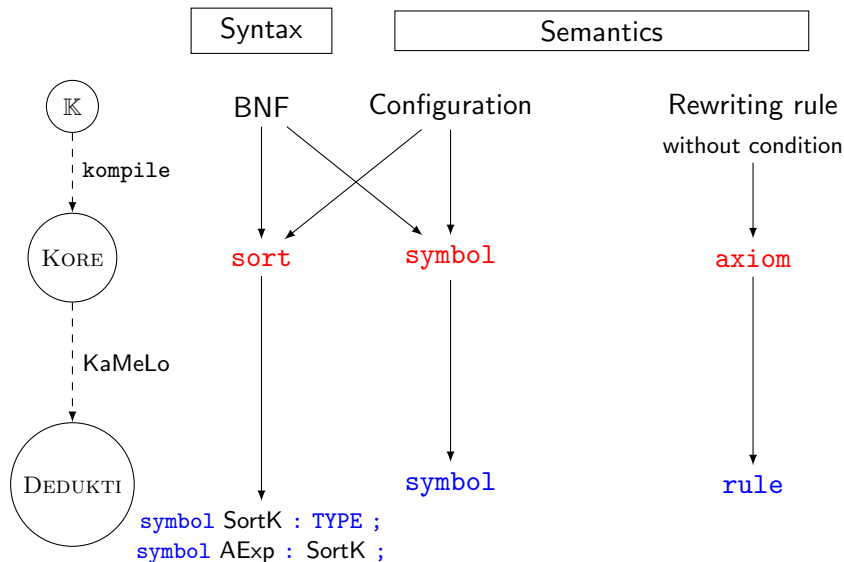 Syntax
Semantics
𝕂
BNF
Configuration
Rewriting rule
without condition
kompile
KORE
sort
symbol
axiom
KaMeLo
DEDUKTI
symbol
rule
symbol SortK : TYPE ;
symbol AExp : SortK ;